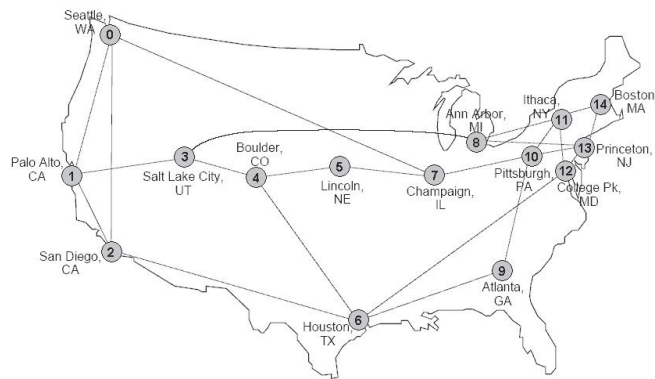 Seattle,
WA
0
Ithaca,
NY
Boston
MA
14
11
Ann Arbor,
MI
8
13
Princeton,
NJ
Boulder,
CO
3
Salt Lake City,
UT
Palo Alto,
CA
1
4
5
Lincoln,
NE
7
Champaign,
IL
10
Pittsburgh,
PA
12
College Pk,
MD
San Diego,
CA
2
9
Atlanta,
GA
Houston,
TX
6